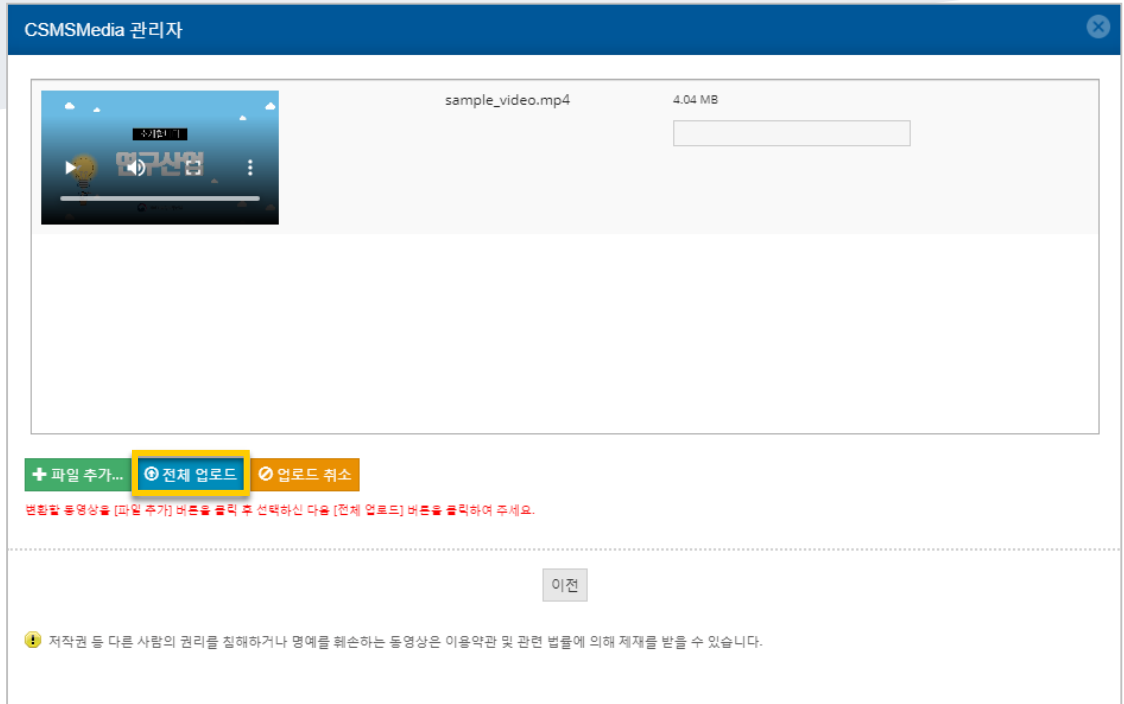 CSMSMedia 관리자
sample_video.mp4
4.04 MB
연구산업
파일 추가...
전체 업로드
업로드 취소
변환할 동영상을 [파일 추가] 버튼을 클릭 후 선택하신 다음 [전체 업로드] 버튼을 클릭하여 주세요.
이전
저작권 등 다른 사람의 권리를 침해하거나 명예를 훼손하는 동영상은 이용약관 및 관련 법률에 의해 제재를 받을 수 있습니다.